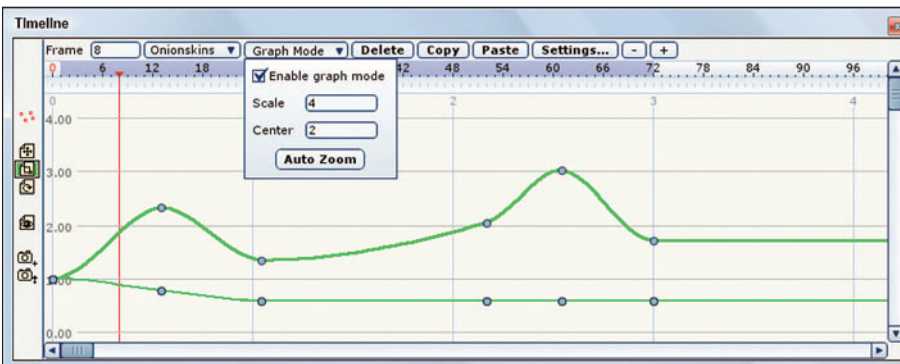 Timeline
Frame 8 Onionskins Graph Mode Delete Copy Paste Settings... - +
0 6 12 18 42 48 54 60 66 72 78 84 90 96
Enable graph mode
Scale 4
Center 2
Auto Zoom
0 2 3 4
4.00
3.00
2.00
1.00
0.00